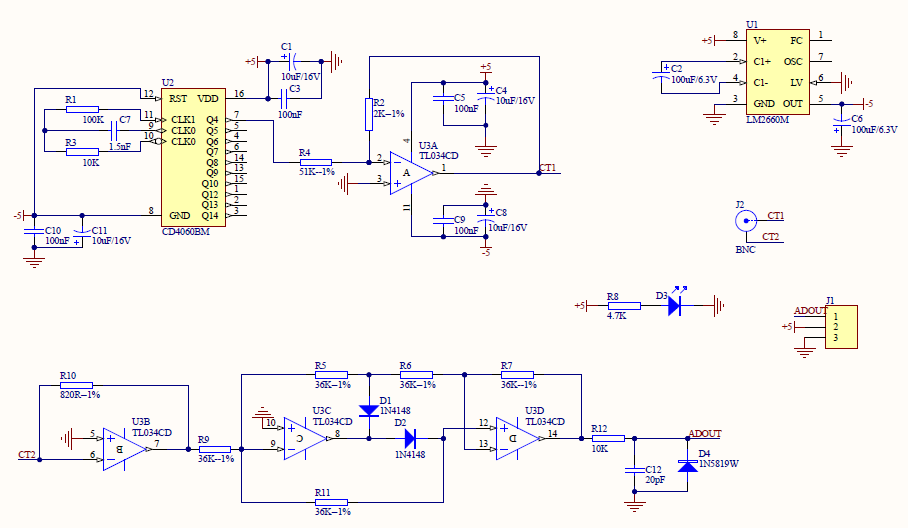 U2
12 RST VDD 16
11 CLK1 Q4 7
9 CLK0 Q5 5
10 CLK0 Q6 4
Q7 6
Q8 14
Q9 13
Q10 15
Q12 1
Q13 2
8 GND Q14 3
CD4060BM
R1
100K
C7
1.5nF
R3
10K
-5
C10
100nF
C11
10uF/16V
+5
C1
10uF/16V
C3
100nF
R4
51K--1%
R2
2K--1%
U3A
TL034CD
4
2
3
A
1
11
CT1
+5
C5
100nF
C4
10uF/16V
C9
100nF
C8
10uF/16V
-5
U1
+5
8 V+ FC 1
2 C1+ OSC 7
4 C1- LV 6
3 GND OUT 5
LM2660M
C2
100uF/6.3V
-5
C6
100uF/6.3V
J2
CT1
CT2
BNC
+5
R8
4.7K
D3
J1
ADOUT
1
+5
2
3
R10
820R--1%
U3B
TL034CD
5
6
B
7
CT2
R9
36K--1%
R5
36K--1%
R6
36K--1%
R7
36K--1%
U3C
TL034CD
10
9
C
8
D1
1N4148
D2
1N4148
R11
36K--1%
U3D
TL034CD
12
13
D
14
R12
10K
ADOUT
D4
1N5819W
C12
20pF